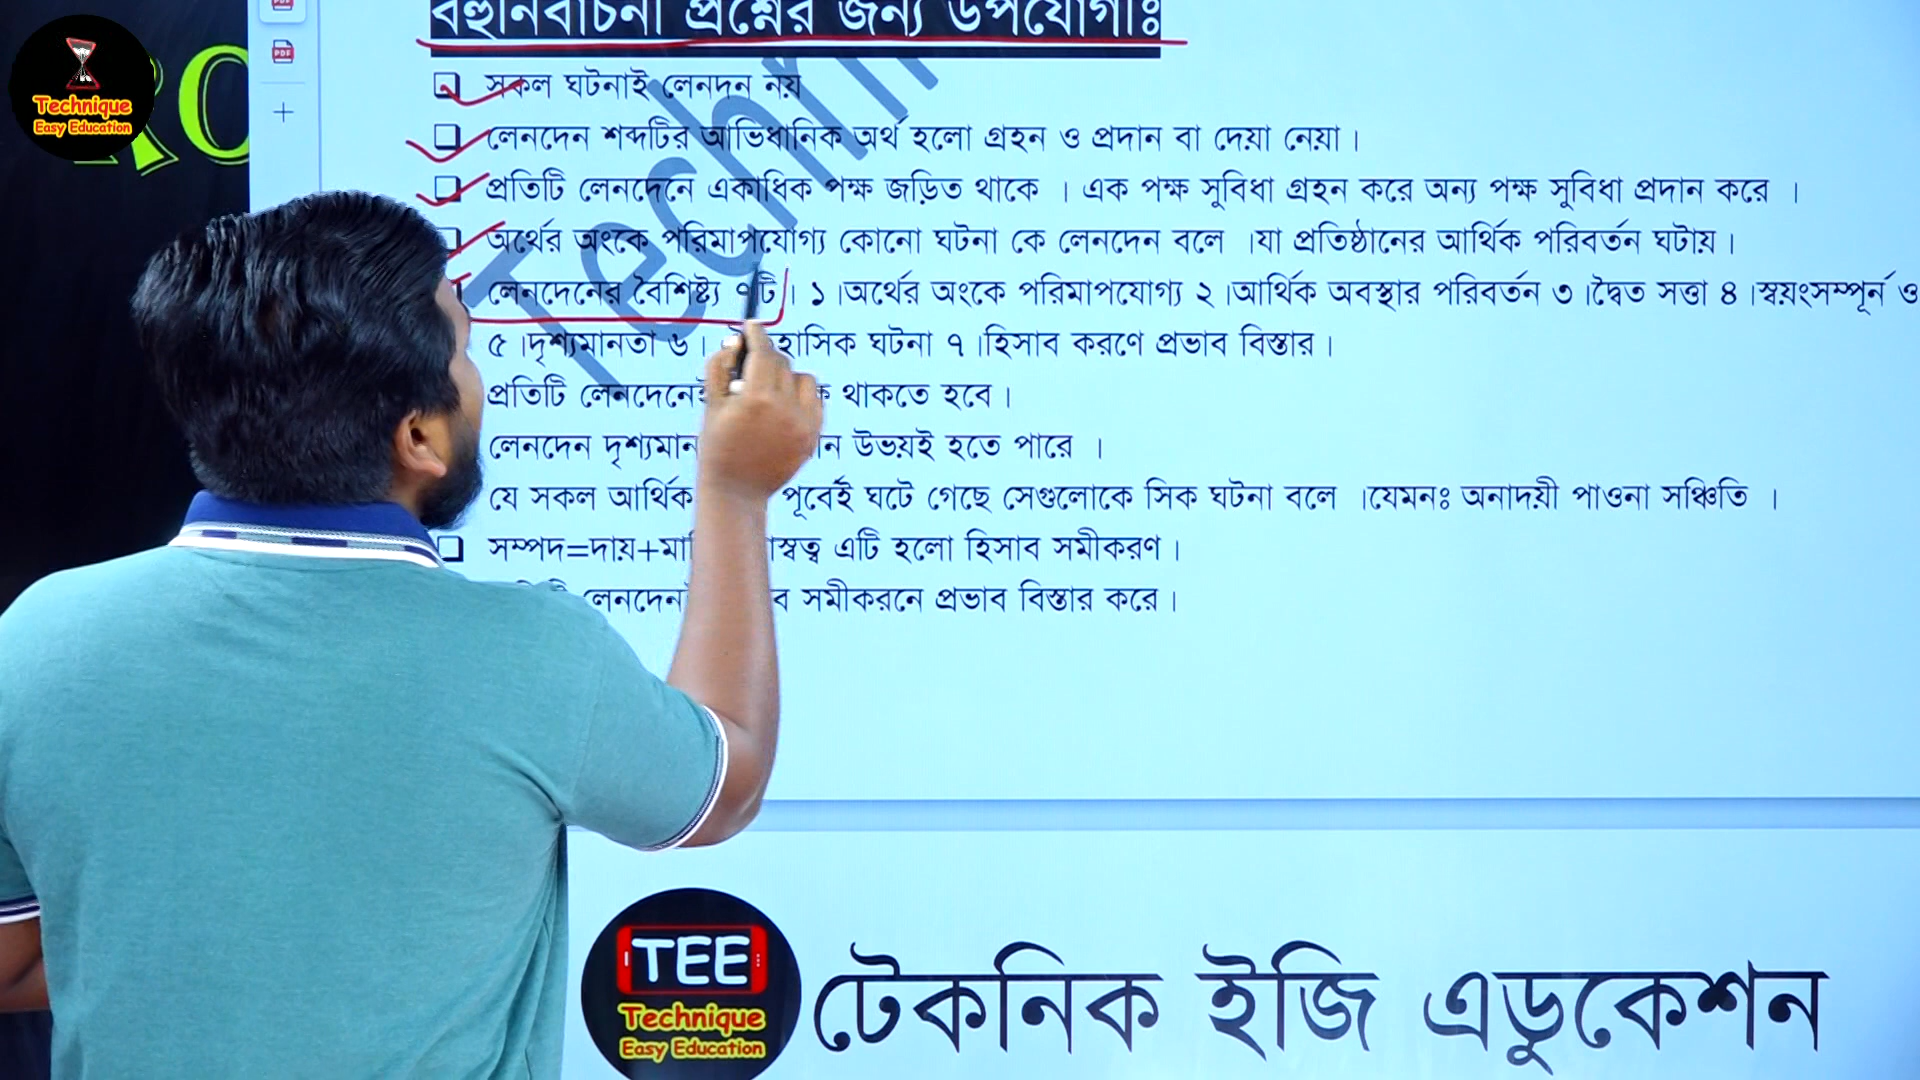 Technique
Easy Education
RO
বহুনির্বাচনী প্রশ্নের জন্য উপযোগীঃ
সকল ঘটনাই লেনদন নয়
লেনদেন শব্দটির আভিধানিক অর্থ হলো গ্রহন ও প্রদান বা দেয়া নেয়া।
প্রতিটি লেনদেনে একাধিক পক্ষ জড়িত থাকে । এক পক্ষ সুবিধা গ্রহন করে অন্য পক্ষ সুবিধা প্রদান করে ।
অর্থের অংকে পরিমাপযোগ্য কোনো ঘটনা কে লেনদেন বলে ।যা প্রতিষ্ঠানের আর্থিক পরিবর্তন ঘটায়।
লেনদেনের বৈশিষ্ট্য ৭টি। ১।অর্থের অংকে পরিমাপযোগ্য ২।আর্থিক অবস্থার পরিবর্তন ৩।দ্বৈত সত্তা ৪।স্বয়ংসম্পূর্ন ও
৫।দৃশ্যমানতা ৬। হাসিক ঘটনা ৭।হিসাব করণে প্রভাব বিস্তার।
প্রতিটি থাকতে হবে।
লেনদেন দৃশ্যমান উভয়ই হতে পারে ।
যে সকল আর্থিক পূর্বেই ঘটে গেছে সেগুলোকে সিক ঘটনা বলে ।যেমনঃ অনাদয়ী পাওনা সঞ্চিতি ।
সম্পদ=দায়+মা স্বত্ব এটি হলো হিসাব সমীকরণ।
লেনদেন ব সমীকরনে প্রভাব বিস্তার করে।
TEE
Technique
Easy Education
টেকনিক ইজি এডুকেশন